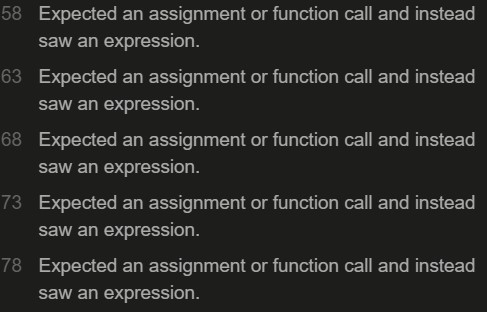 58 Expected an assignment or function call and instead
saw an expression.
63 Expected an assignment or function call and instead
saw an expression.
68 Expected an assignment or function call and instead
saw an expression.
73 Expected an assignment or function call and instead
saw an expression.
78 Expected an assignment or function call and instead
saw an expression.